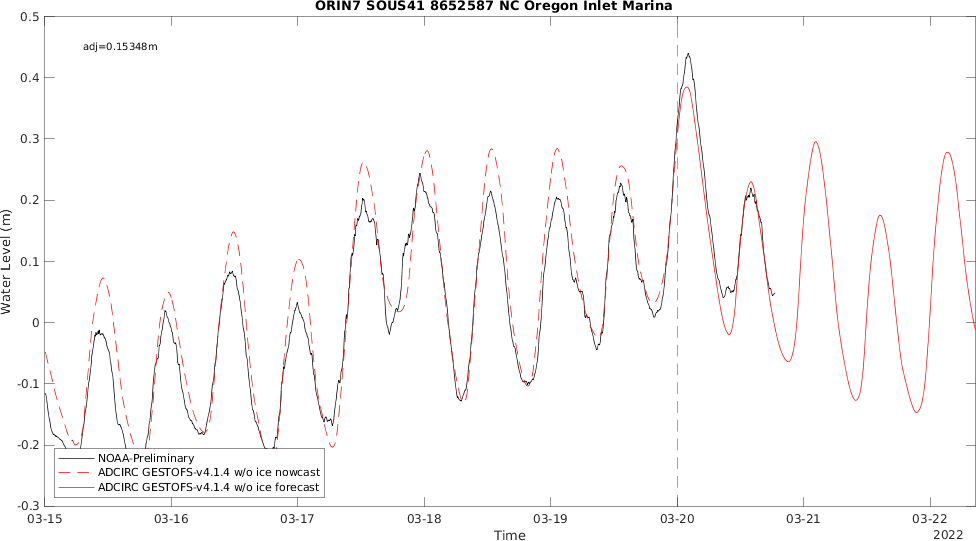 ORIN7 SOUS41 8652587 NC Oregon Inlet Marina
adj=0.15348m
0.5
0.4
0.3
0.2
0.1
0
-0.1
-0.2
-0.3
Water Level (m)
NOAA-Preliminary
ADCIRC GESTOFS-v4.1.4 w/o ice nowcast
ADCIRC GESTOFS-v4.1.4 w/o ice forecast
03-15 03-16 03-17 03-18 03-19 03-20 03-21 03-22
Time
2022